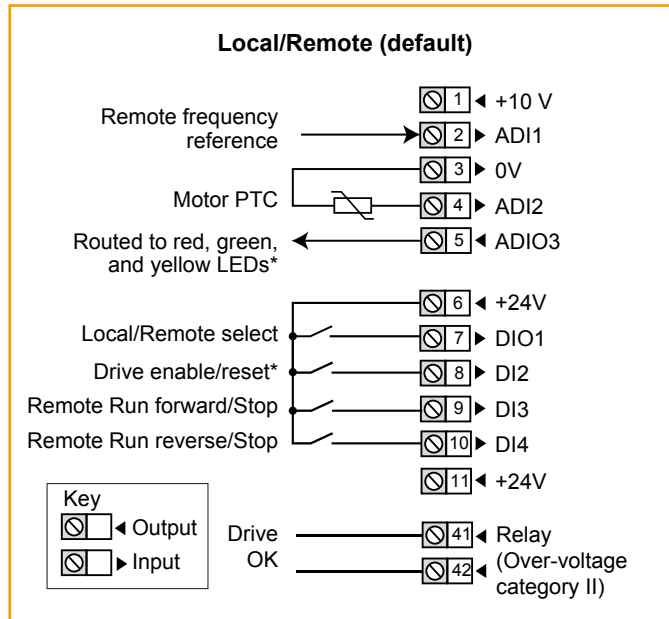 Local/Remote (default)
1 +10 V
Remote frequency
reference
2 ADI1
3 0V
Motor PTC
4 ADI2
Routed to red, green,
and yellow LEDs*
5 ADIO3
6 +24V
Local/Remote select
7 DIO1
Drive enable/reset*
8 DI2
Remote Run forward/Stop
9 DI3
Remote Run reverse/Stop
10 DI4
11 +24V
Key
Output
Input
Drive
OK
41 Relay
42 (Over-voltage
category II)